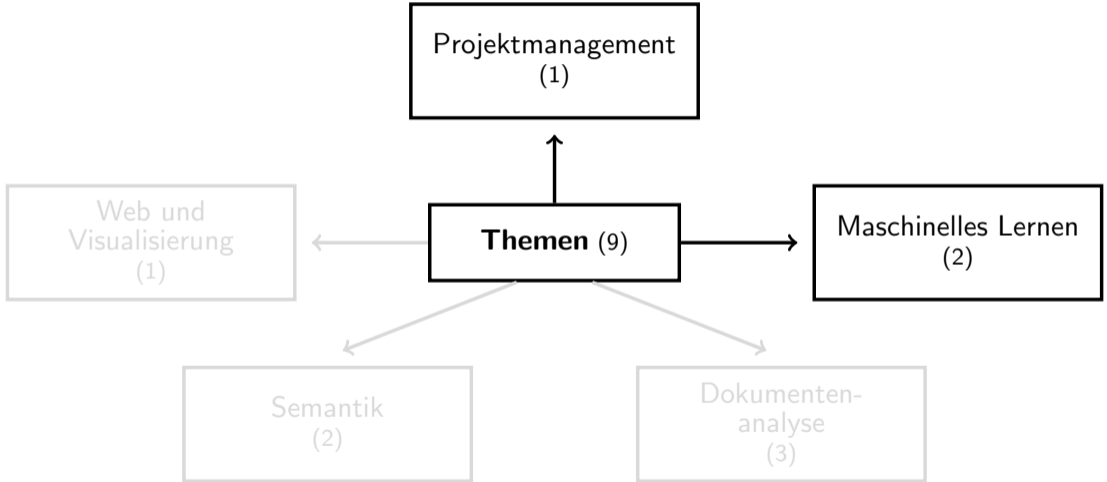 Projektmanagement
(1)
Web und
Visualisierung
(1)
Themen (9)
Maschinelles Lernen
(2)
Semantik
(2)
Dokumenten-
analyse
(3)